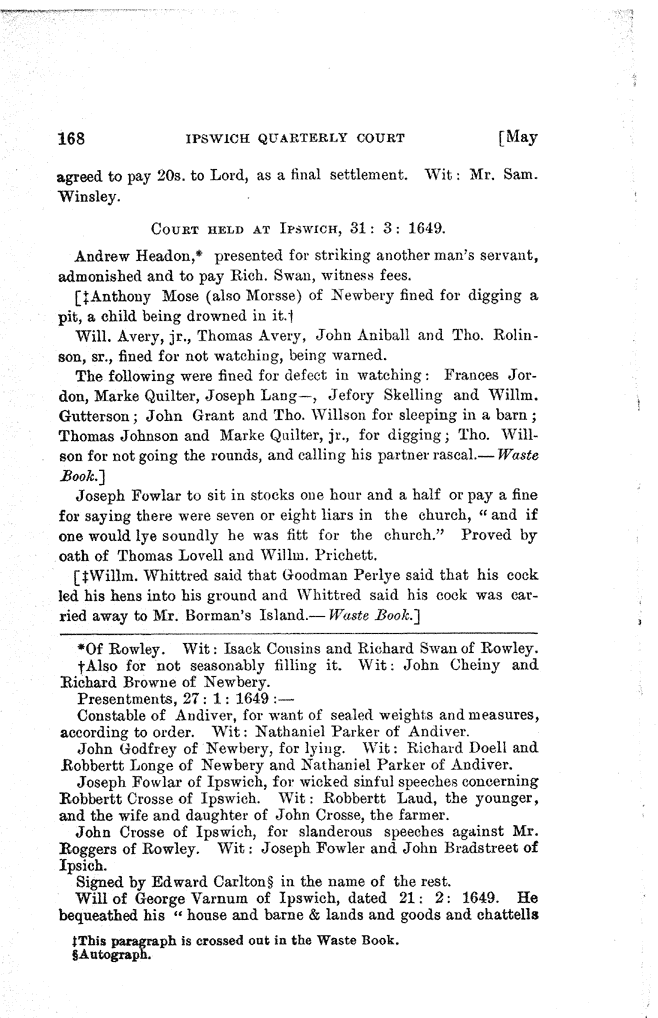 168 IPSWICH QUARTERLY COURT [May
agreed to pay 20s. to Lord, as a final settlement. Wit: Mr. Sam.
Winsley.
COURT HELD AT IPSWICH, 31: 3: 1649.
Andrew Headon,* presented for striking another man's servant,
admonished and to pay Rich. Swan, witness fees.
[‡Anthony Mose (also Morsse) of Newbery fined for digging a
pit, a child being drowned in it.†
Will. Avery, jr., Thomas Avery, John Aniball and Tho. Rolin-
son, sr., fined for not watching, being warned.
The following were fined for defect in watching: Frances Jor-
don, Marke Quilter, Joseph Lang—, Jefory Skelling and Willm.
Gutterson; John Grant and Tho. Willson for sleeping in a barn;
Thomas Johnson and Marke Quilter, jr., for digging; Tho. Will-
son for not going the rounds, and calling his partner rascal.—Waste
Book.]
Joseph Fowlar to sit in stocks one hour and a half or pay a fine
for saying there were seven or eight liars in the church, "and if
one would lye soundly he was fitt for the church." Proved by
oath of Thomas Lovell and Willm. Prichett.
[‡Willm. Whittred said that Goodman Perlye said that his cock
led his hens into his ground and Whittred said his cock was car-
ried away to Mr. Borman's Island.—Waste Book.]
*Of Rowley. Wit: Isack Cousins and Richard Swan of Rowley.
†Also for not seasonably filling it. Wit: John Cheiny and
Richard Browne of Newbery.
Presentments, 27: 1: 1649:—
Constable of Andiver, for want of sealed weights and measures,
according to order. Wit: Nathaniel Parker of Andiver.
John Godfrey of Newbery, for lying. Wit: Richard Doell and
Robbertt Longe of Newbery and Nathaniel Parker of Andiver.
Joseph Fowlar of Ipswich, for wicked sinful speeches concerning
Robbertt Crosse of Ipswich. Wit: Robbertt Laud, the younger,
and the wife and daughter of John Crosse, the farmer.
John Crosse of Ipswich, for slanderous speeches against Mr.
Roggers of Rowley. Wit: Joseph Fowler and John Bradstreet of
Ipsich.
Signed by Edward Carlton§ in the name of the rest.
Will of George Varnum of Ipswich, dated 21: 2: 1649. He
bequeathed his "house and barne & lands and goods and chattells
‡This paragraph is crossed out in the Waste Book.
§Autograph.